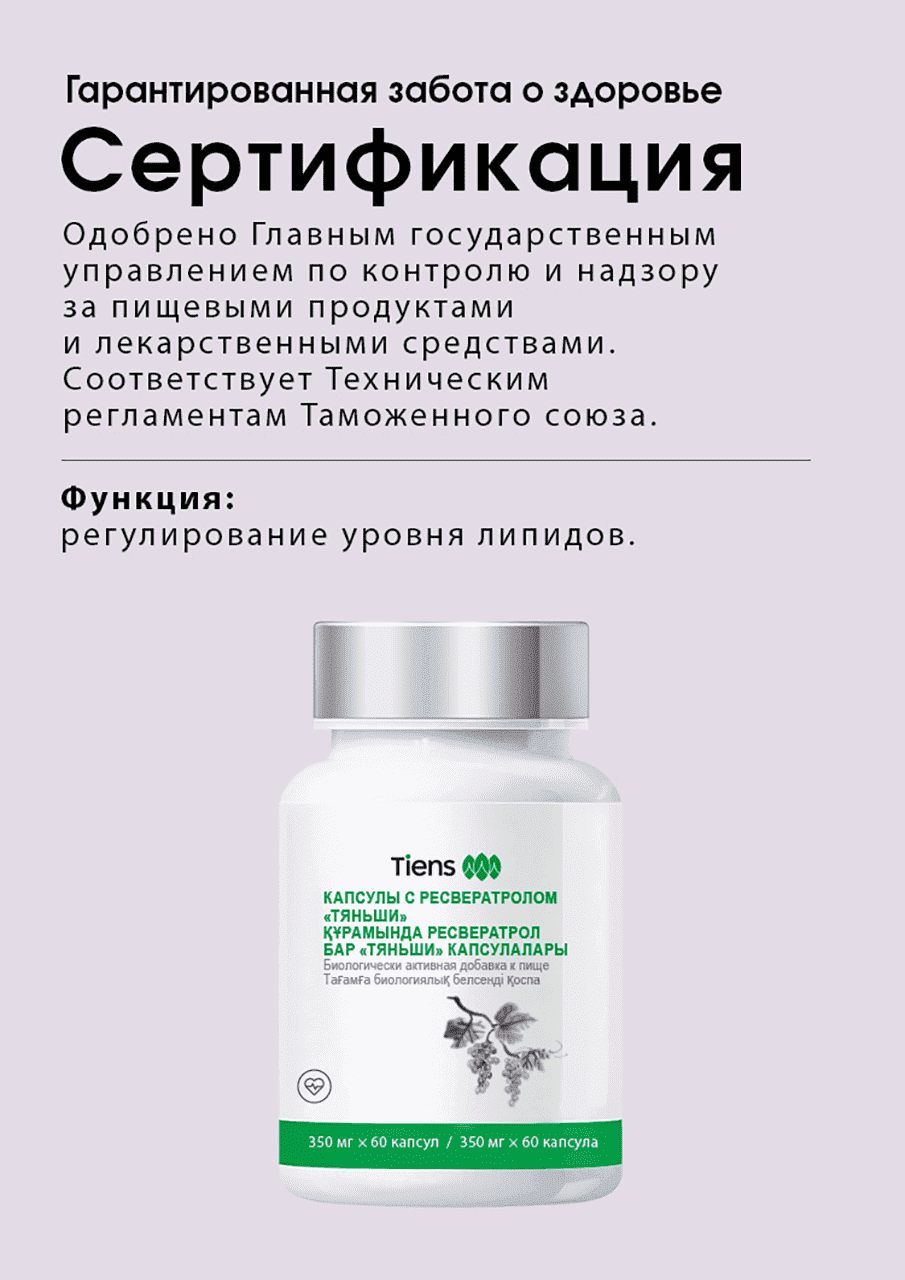 Гарантированная забота о здоровье
Сертификация
Одобрено Главным государственным
управлением по контролю и надзору
за пищевыми продуктами
и лекарственными средствами.
Соответствует Техническим
регламентам Таможенного союза.
Функция:
регулирование уровня липидов.
Tiens
КАПСУЛЫ С РЕСВЕРАТРОЛОМ
«ТЯНЬШИ»
ҚҰРАМЫНДА РЕСВЕРАТРОЛ
БАР «ТЯНЬШИ» КАПСУЛАЛАРЫ
Биологически активная добавка к пище
Тағамға биологиялық белсенді қоспа
350 мг × 60 капсул / 350 мг × 60 капсула